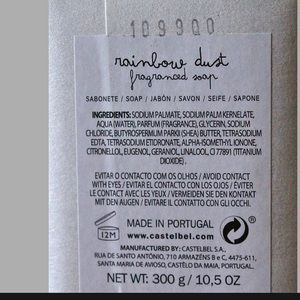 109900
rainbow dust
fragranced soap
SABONETE / SOAP / JABÓN / SAVON / SEIFE / SAPONE
INGREDIENTS: SODIUM PALMATE, SODIUM PALM KERNELATE,
AQUA (WATER), PARFUM (FRAGRANCE), GLYCERIN, SODIUM
CHLORIDE, BUTYROSPERMUM PARKII (SHEA) BUTTER, TETRASODIUM
EDTA, TETRASODIUM ETIDRONATE, ALPHA-ISOMETHYL IONONE,
CITRONELLOL, EUGENOL, GERANIOL, LINALOOL, CI 77891 (TITANIUM
DIOXIDE).
EVITAR O CONTACTO COM OS OLHOS / AVOID CONTACT
WITH EYES / EVITAR EL CONTACTO CON LOS OJOS / ÉVITER
LE CONTACT AVEC LES YEUX / VERMEIDEN SE DEN KONTAKT
MIT DEN AUGEN / EVITARE IL CONTATTO CON GLI OCCHI.
12M
MADE IN PORTUGAL
www.castelbel.com
MANUFACTURED BY: CASTELBEL S.A.
RUA DE SANTO ANTÓNIO, 710 ARMAZÉNS B e C, 4475-611,
SANTA MARIA DE AVIOSO, CASTÊLO DA MAIA, PORTUGAL.
NET WT: 300 g / 10,5 OZ